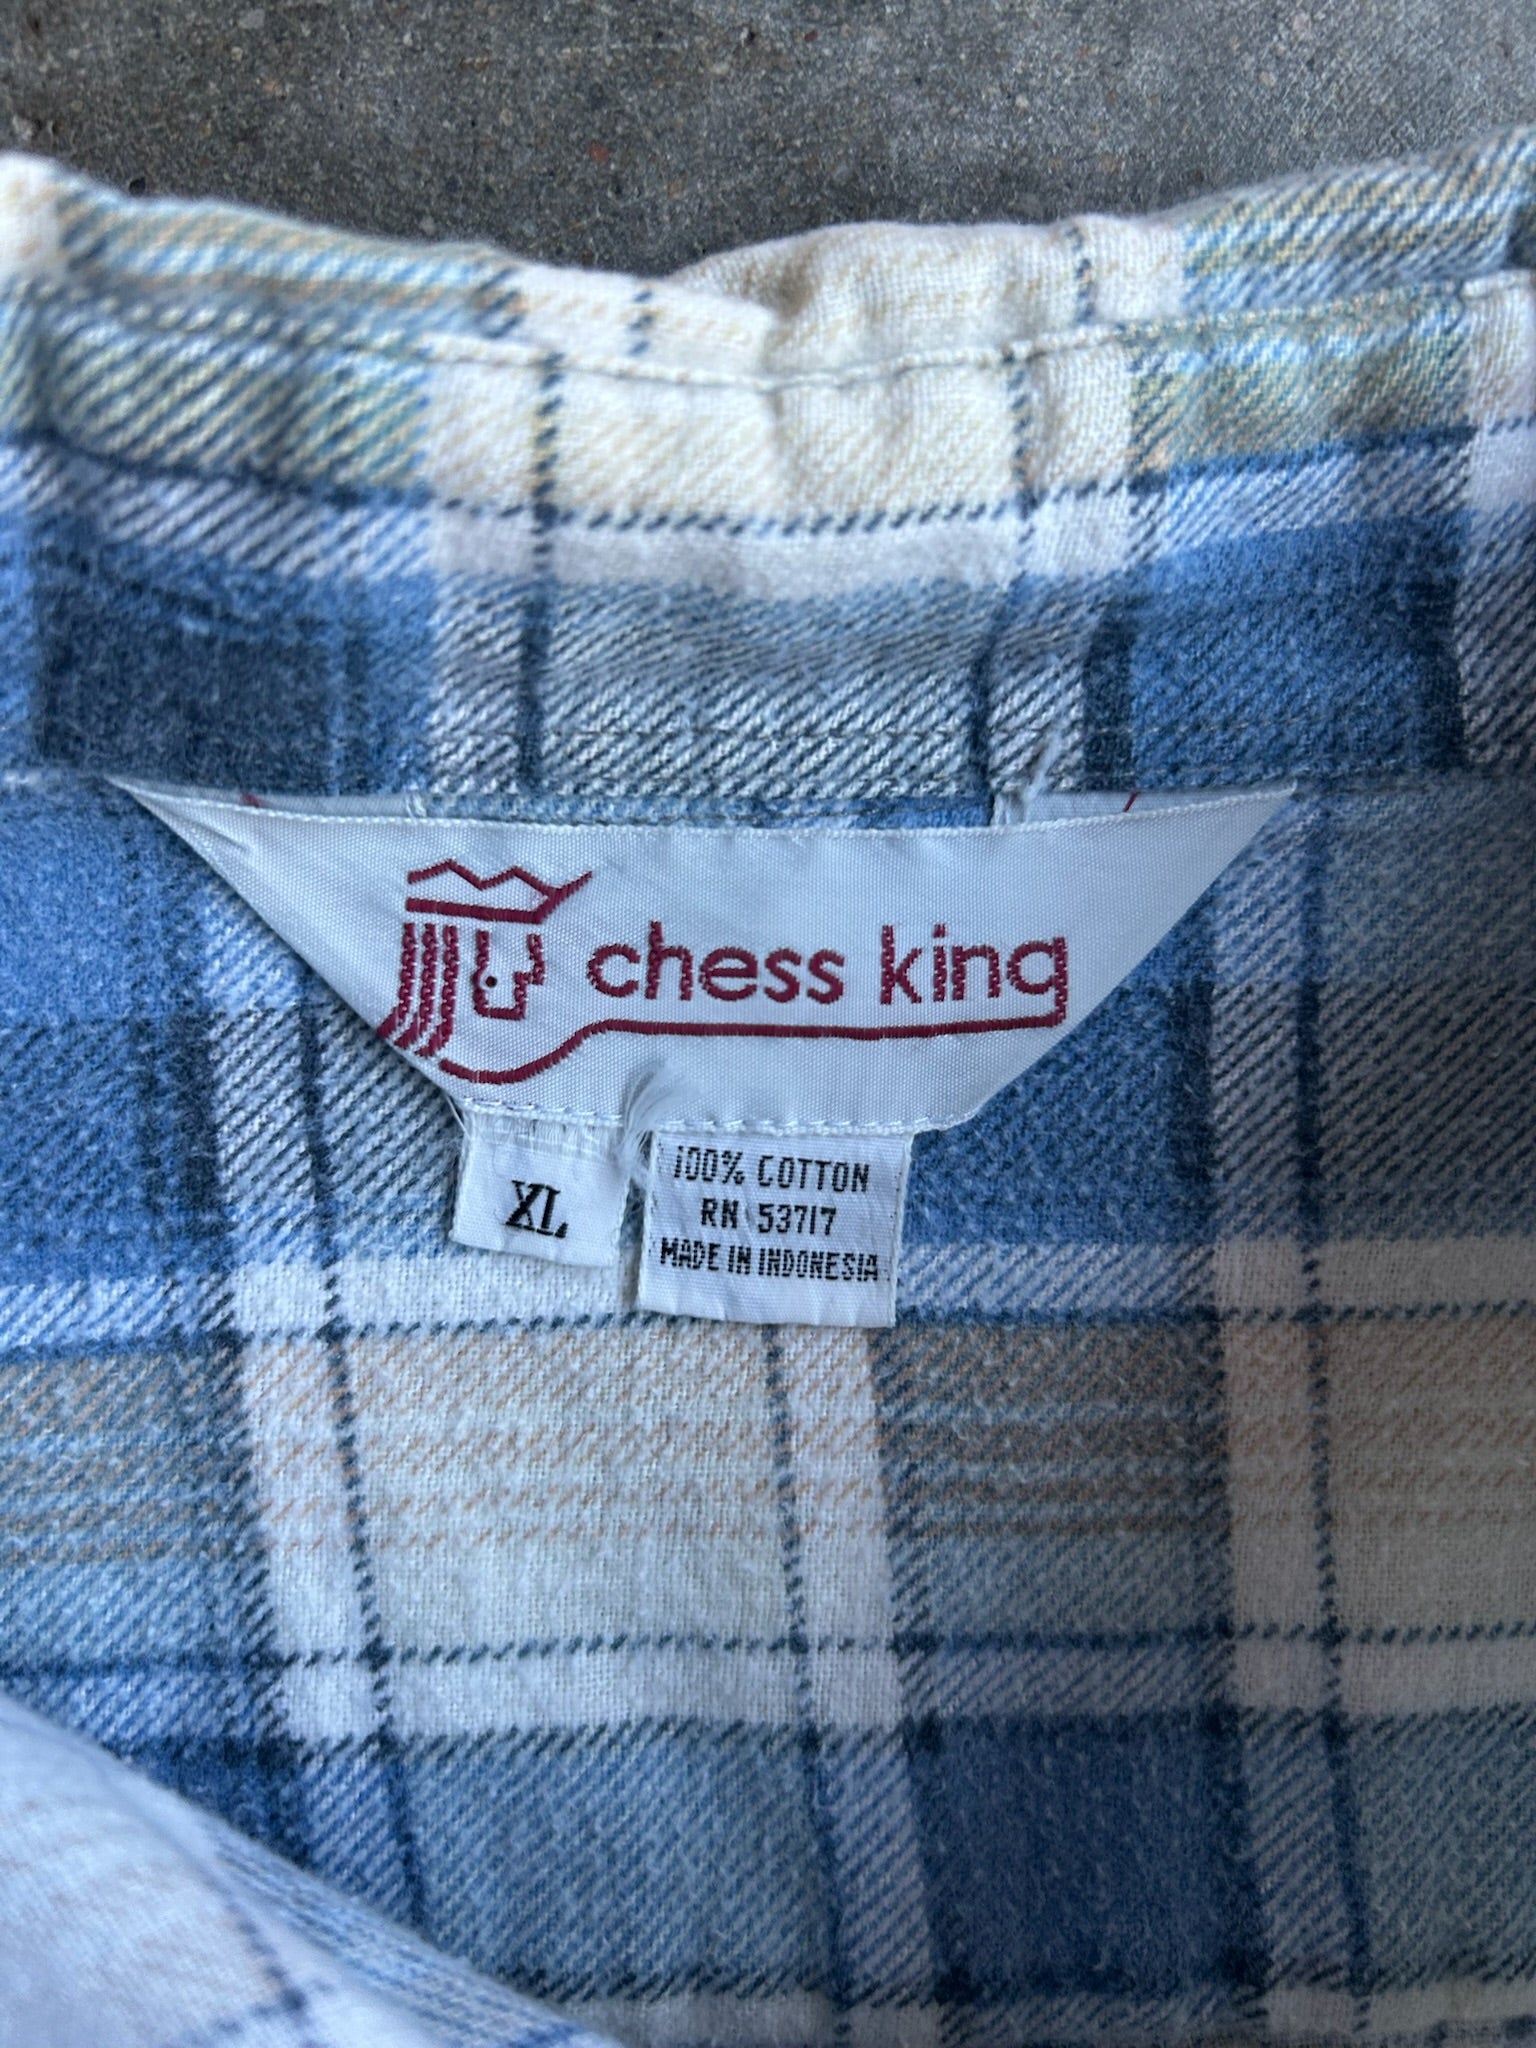 chess king
XL
100% COTTON
RN 53717
MADE IN INDONESIA